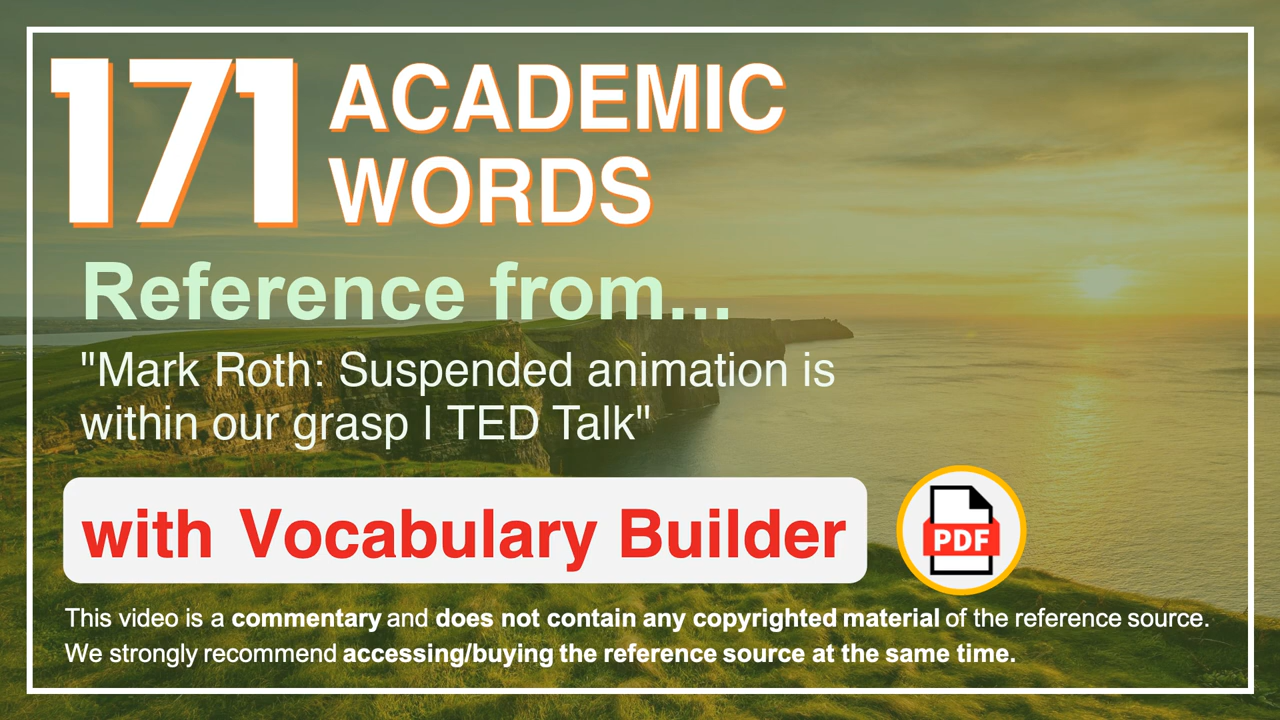 171 ACADEMIC
WORDS
Reference from...
"Mark Roth: Suspended animation is
within our grasp | TED Talk"
with Vocabulary Builder
PDF
This video is a commentary and does not contain any copyrighted material of the reference source.
We strongly recommend accessing/buying the reference source at the same time.